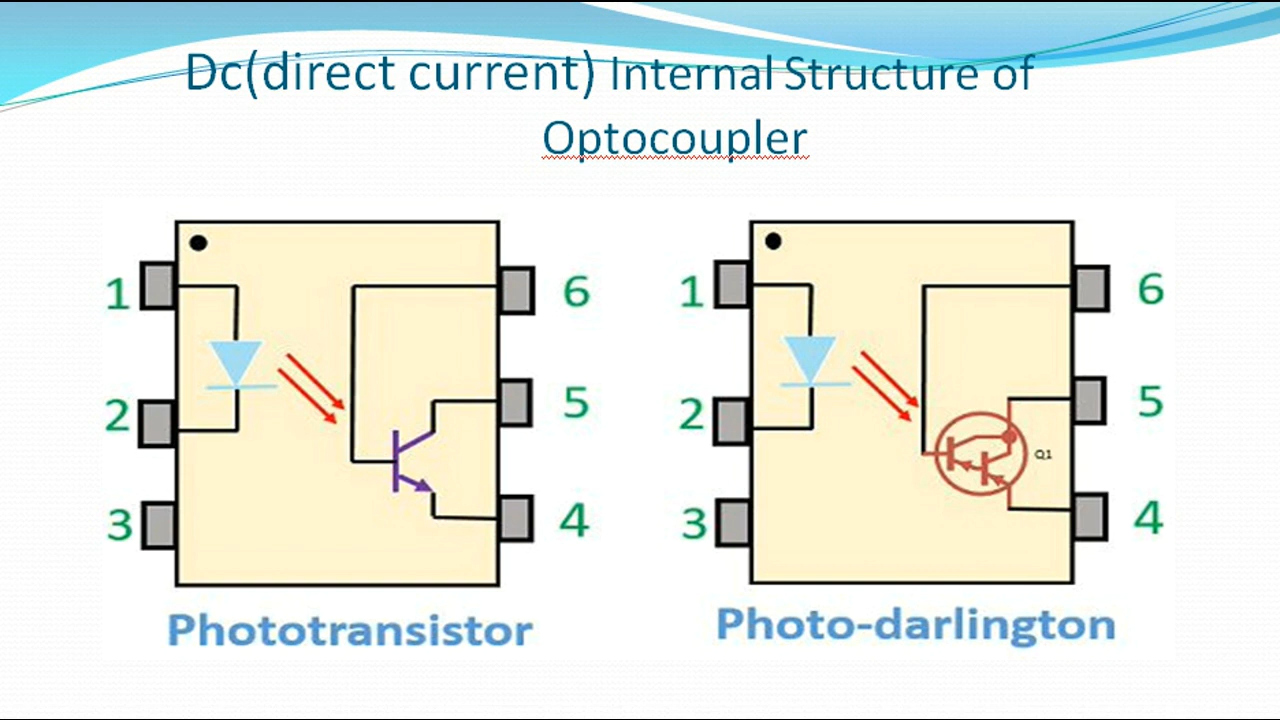 Dc(direct current) Internal Structure of
Optocoupler
1
2
3
6
5
4
Phototransistor
1
2
3
6
5
4
Q1
Photo-darlington